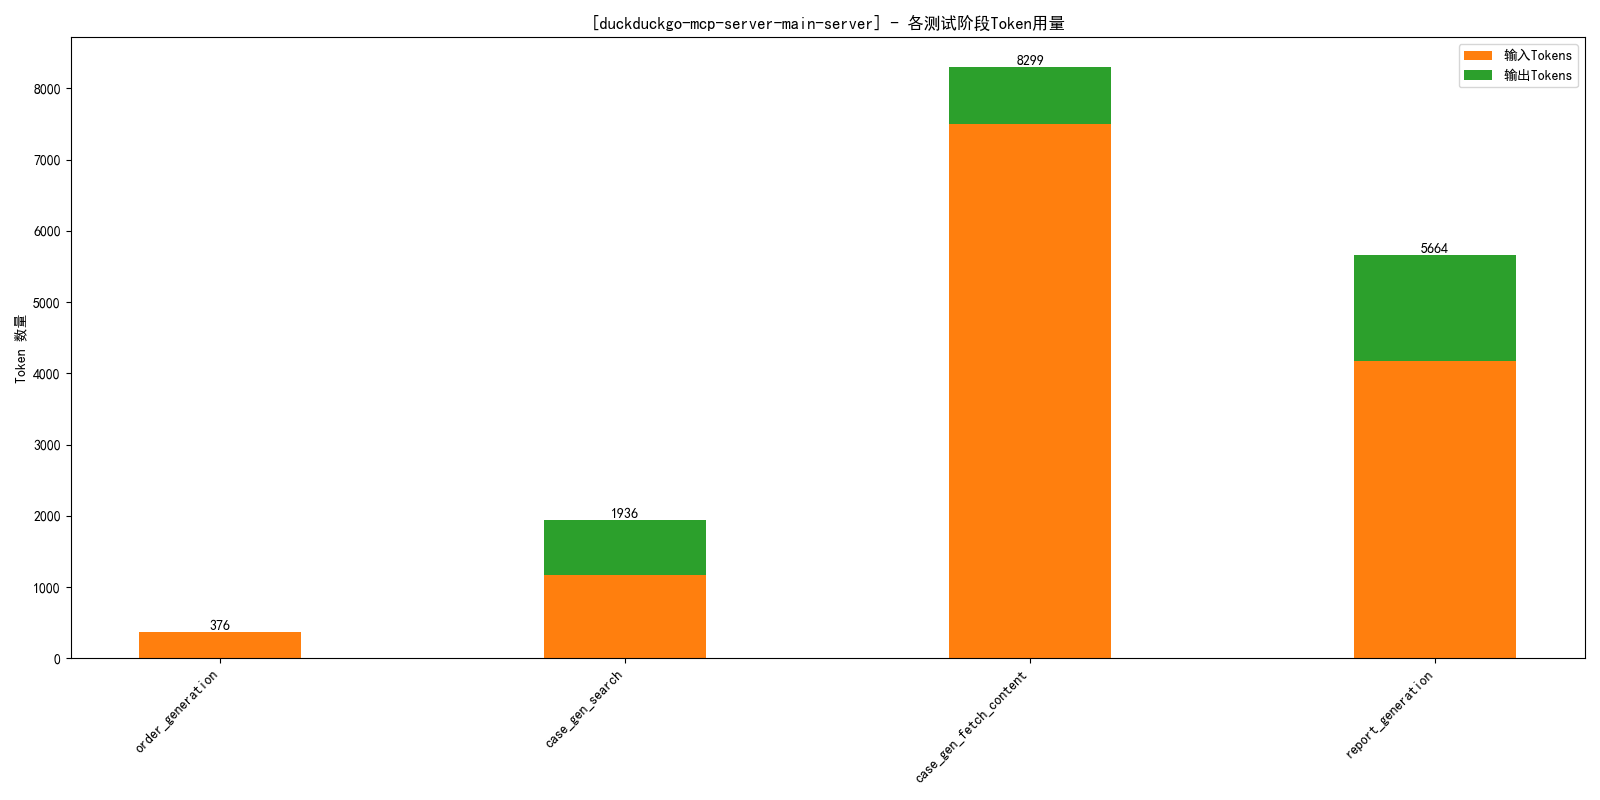 [duckduckgo-mcp-server-main-server] - 各测试阶段Token用量
输入Tokens
输出Tokens
Token 数量
8000
7000
6000
5000
4000
3000
2000
1000
0
376
1936
8299
5664
order_generation
case_gen_search
case_gen_fetch_content
report_generation